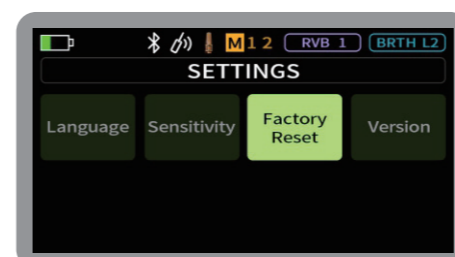 M 1 2 RVB 1 BRTH L2
SETTINGS
Language Sensitivity Factory Reset Version